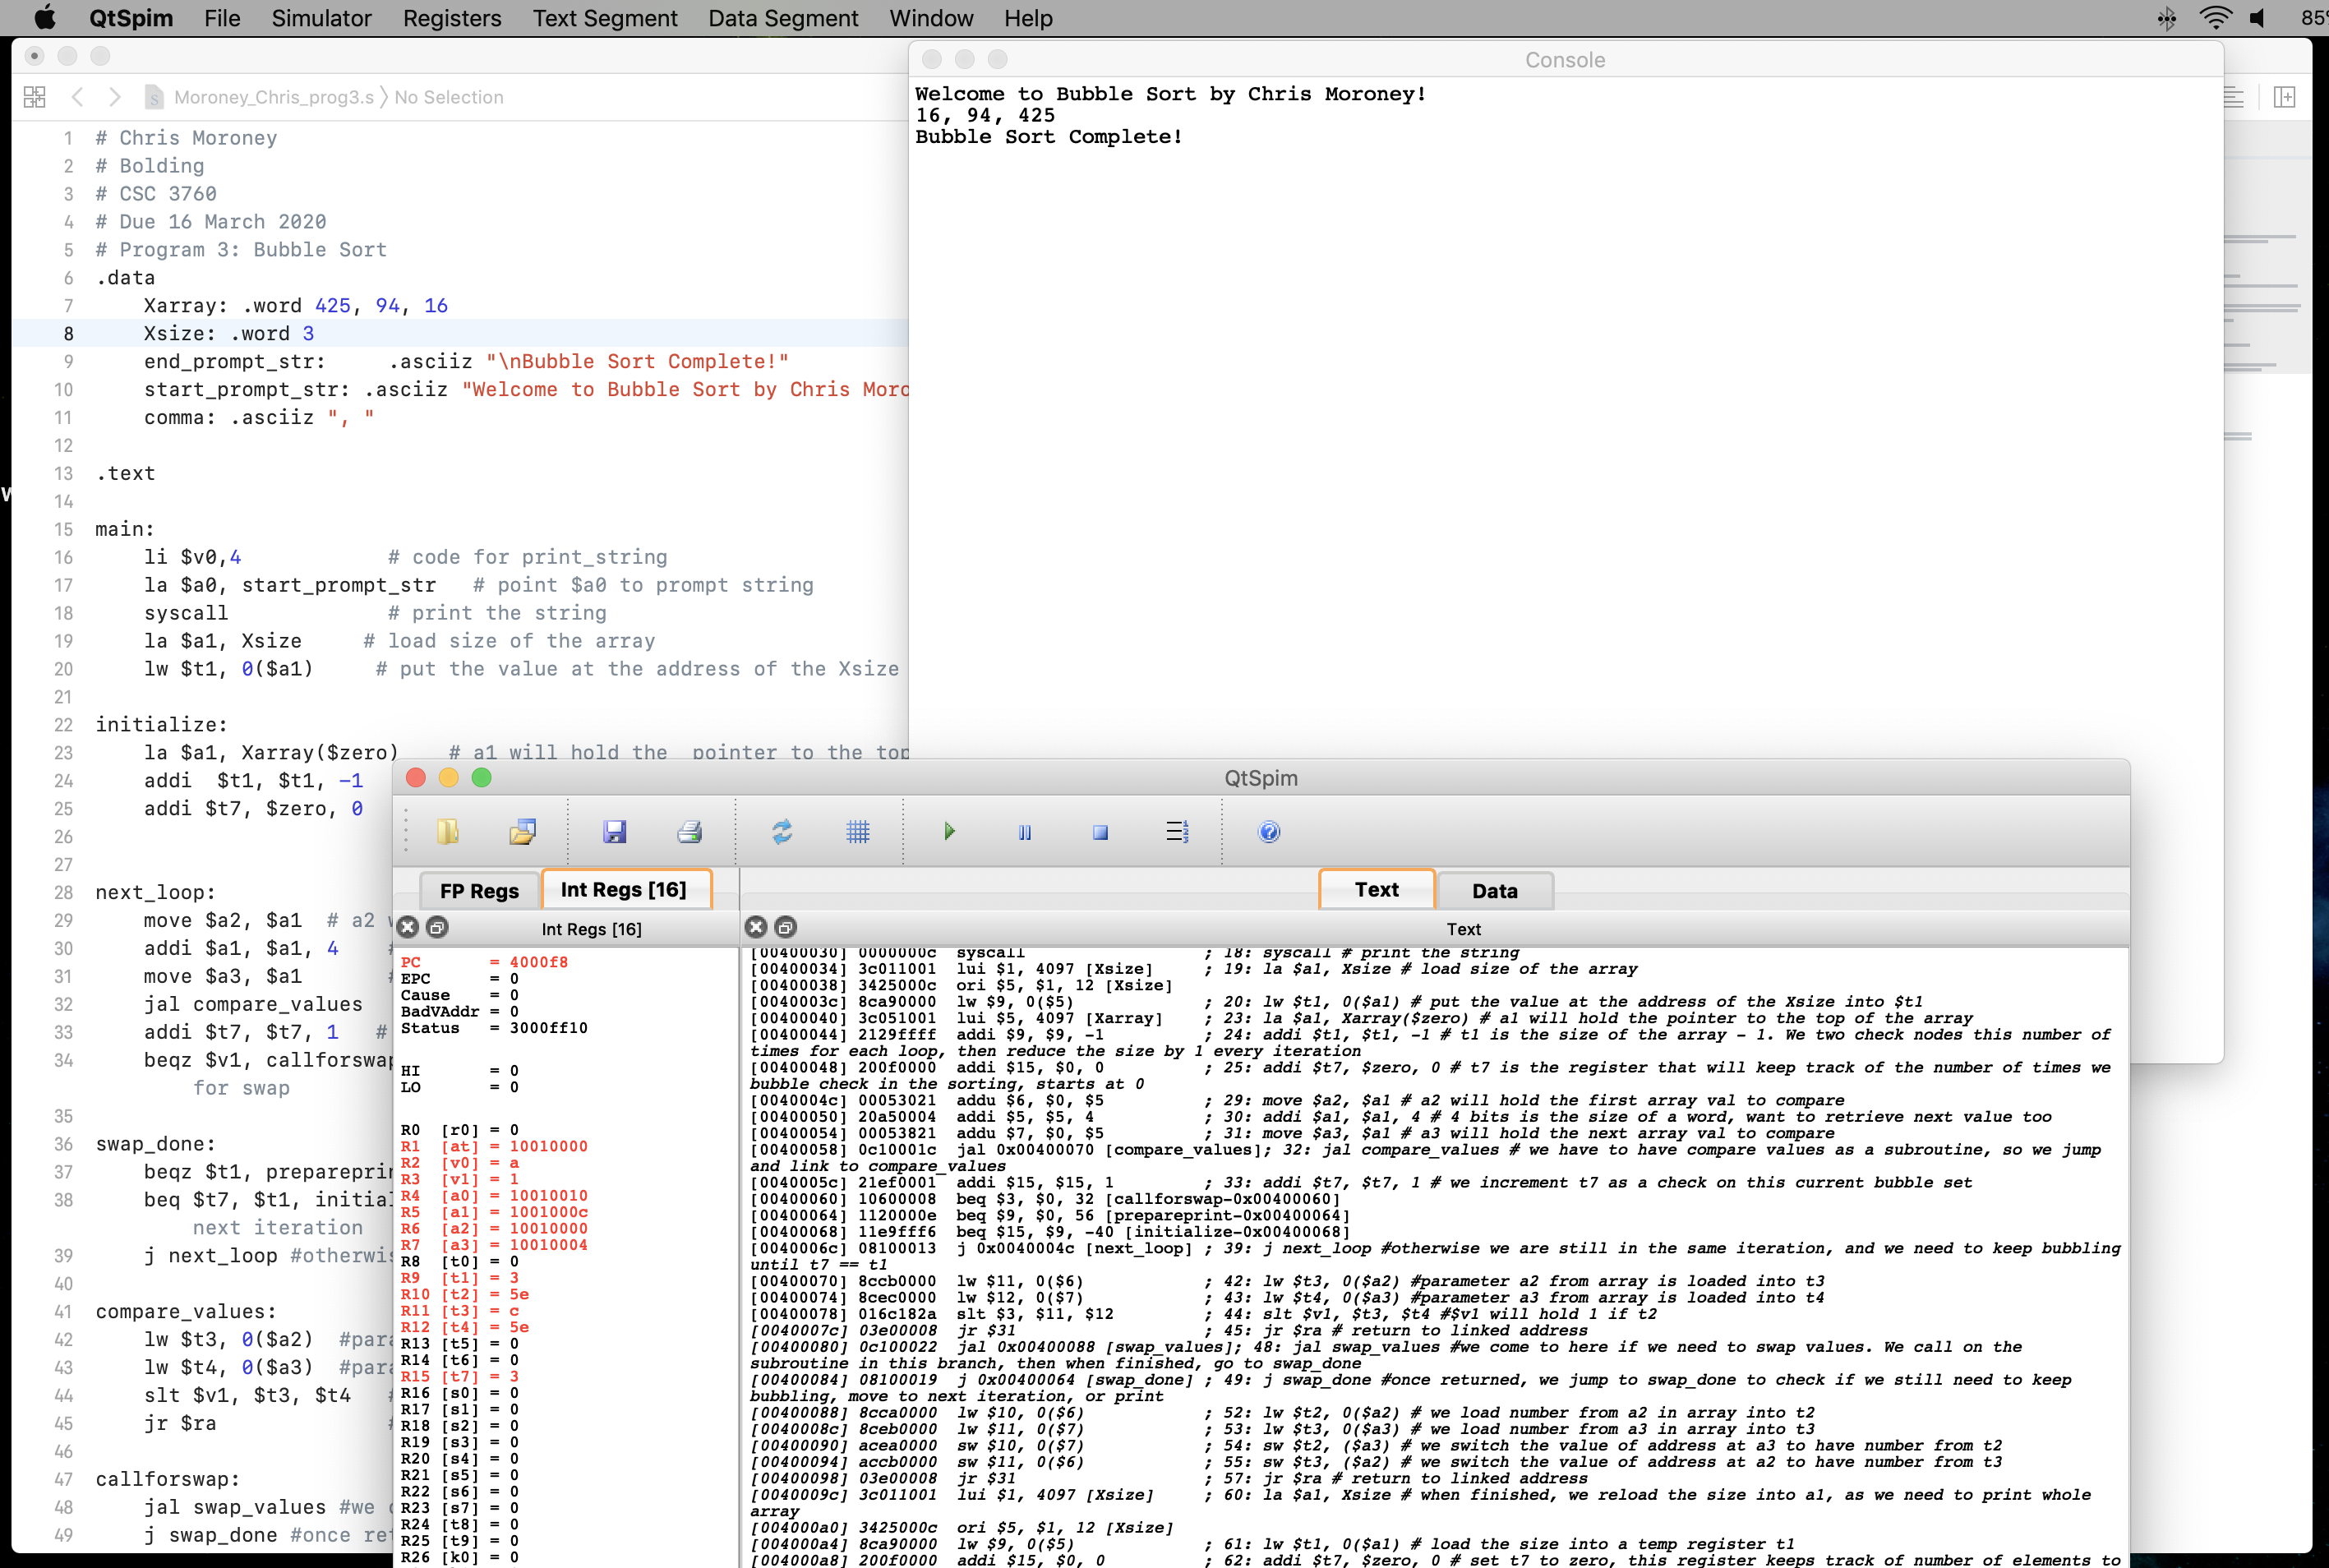 QtSpim File Simulator Registers Text Segment Data Segment Window Help 85%
Moroney_Chris_prog3.s No Selection
1 # Chris Moroney
2 # Bolding
3 # CSC 3760
4 # Due 16 March 2020
5 # Program 3: Bubble Sort
6 .data
7 Xarray: .word 425, 94, 16
8 Xsize: .word 3
9 end_prompt_str: .asciiz "\nBubble Sort Complete!"
10 start_prompt_str: .asciiz "Welcome to Bubble Sort by Chris Moro
11 comma: .asciiz ", "
12
13 .text
14
15 main:
16 li $v0,4 # code for print_string
17 la $a0, start_prompt_str # point $a0 to prompt string
18 syscall # print the string
19 la $a1, Xsize # load size of the array
20 lw $t1, 0($a1) # put the value at the address of the Xsize
21
22 initialize:
23 la $a1, Xarray($zero) # a1 will hold the pointer to the top
24 addi $t1, $t1, -1
25 addi $t7, $zero, 0
26
27
28 next_loop:
29 move $a2, $a1 # a2 w
30 addi $a1, $a1, 4 #
31 move $a3, $a1 #
32 jal compare_values
33 addi $t7, $t7, 1 #
34 beqz $v1, callforswap
for swap
35
36 swap_done:
37 beqz $t1, prepareprin
38 beq $t7, $t1, initial
next iteration
39 j next_loop #otherwis
40
41 compare_values:
42 lw $t3, 0($a2) #para
43 lw $t4, 0($a3) #para
44 slt $v1, $t3, $t4 #
45 jr $ra #
46
47 callforswap:
48 jal swap_values #we c
49 j swap_done #once ret
Console
Welcome to Bubble Sort by Chris Moroney!
16, 94, 425
Bubble Sort Complete!
QtSpim
FP Regs Int Regs [16]
Text Data
Int Regs [16]
Text
PC = 4000f8
EPC = 0
Cause = 0
BadVAddr = 0
Status = 3000ff10
HI = 0
LO = 0
R0 [r0] = 0
R1 [at] = 10010000
R2 [v0] = a
R3 [v1] = 1
R4 [a0] = 10010010
R5 [a1] = 1001000c
R6 [a2] = 10010000
R7 [a3] = 10010004
R8 [t0] = 0
R9 [t1] = 3
R10 [t2] = 5e
R11 [t3] = c
R12 [t4] = 5e
R13 [t5] = 0
R14 [t6] = 0
R15 [t7] = 3
R16 [s0] = 0
R17 [s1] = 0
R18 [s2] = 0
R19 [s3] = 0
R20 [s4] = 0
R21 [s5] = 0
R22 [s6] = 0
R23 [s7] = 0
R24 [t8] = 0
R25 [t9] = 0
R26 [k0] = 0
[00400030] 0000000c syscall ; 18: syscall # print the string
[00400034] 3c011001 lui $1, 4097 [Xsize] ; 19: la $a1, Xsize # load size of the array
[00400038] 3425000c ori $5, $1, 12 [Xsize]
[0040003c] 8ca90000 lw $9, 0($5) ; 20: lw $t1, 0($a1) # put the value at the address of the Xsize into $t1
[00400040] 3c051001 lui $5, 4097 [Xarray] ; 23: la $a1, Xarray($zero) # a1 will hold the pointer to the top of the array
[00400044] 2129ffff addi $9, $9, -1 ; 24: addi $t1, $t1, -1 # t1 is the size of the array - 1. We two check nodes this number of
times for each loop, then reduce the size by 1 every iteration
[00400048] 200f0000 addi $15, $0, 0 ; 25: addi $t7, $zero, 0 # t7 is the register that will keep track of the number of times we
bubble check in the sorting, starts at 0
[0040004c] 00053021 addu $6, $0, $5 ; 29: move $a2, $a1 # a2 will hold the first array val to compare
[00400050] 20a50004 addi $5, $5, 4 ; 30: addi $a1, $a1, 4 # 4 bits is the size of a word, want to retrieve next value too
[00400054] 00053821 addu $7, $0, $5 ; 31: move $a3, $a1 # a3 will hold the next array val to compare
[00400058] 0c10001c jal 0x00400070 [compare_values]; 32: jal compare_values # we have to have compare values as a subroutine, so we jump
and link to compare_values
[0040005c] 21ef0001 addi $15, $15, 1 ; 33: addi $t7, $t7, 1 # we increment t7 as a check on this current bubble set
[00400060] 10600008 beq $3, $0, 32 [callforswap-0x00400060]
[00400064] 1120000e beq $9, $0, 56 [prepareprint-0x00400064]
[00400068] 11e9fff6 beq $15, $9, -40 [initialize-0x00400068]
[0040006c] 08100013 j 0x0040004c [next_loop] ; 39: j next_loop #otherwise we are still in the same iteration, and we need to keep bubbling
until t7 == t1
[00400070] 8ccb0000 lw $11, 0($6) ; 42: lw $t3, 0($a2) #parameter a2 from array is loaded into t3
[00400074] 8cec0000 lw $12, 0($7) ; 43: lw $t4, 0($a3) #parameter a3 from array is loaded into t4
[00400078] 016c182a slt $3, $11, $12 ; 44: slt $v1, $t3, $t4 #$v1 will hold 1 if t2
[0040007c] 03e00008 jr $31 ; 45: jr $ra # return to linked address
[00400080] 0c100022 jal 0x00400088 [swap_values]; 48: jal swap_values #we come to here if we need to swap values. We call on the
subroutine in this branch, then when finished, go to swap_done
[00400084] 08100019 j 0x00400064 [swap_done] ; 49: j swap_done #once returned, we jump to swap_done to check if we still need to keep
bubbling, move to next iteration, or print
[00400088] 8cca0000 lw $10, 0($6) ; 52: lw $t2, 0($a2) # we load number from a2 in array into t2
[0040008c] 8ceb0000 lw $11, 0($7) ; 53: lw $t3, 0($a3) # we load number from a3 in array into t3
[00400090] acea0000 sw $10, 0($7) ; 54: sw $t2, ($a3) # we switch the value of address at a3 to have number from t2
[00400094] accb0000 sw $11, 0($6) ; 55: sw $t3, ($a2) # we switch the value of address at a2 to have number from t3
[00400098] 03e00008 jr $31 ; 57: jr $ra # return to linked address
[0040009c] 3c011001 lui $1, 4097 [Xsize] ; 60: la $a1, Xsize # when finished, we reload the size into a1, as we need to print whole
array
[004000a0] 3425000c ori $5, $1, 12 [Xsize]
[004000a4] 8ca90000 lw $9, 0($5) ; 61: lw $t1, 0($a1) # load the size into a temp register t1
[004000a8] 200f0000 addi $15, $0, 0 ; 62: addi $t7, $zero, 0 # set t7 to zero, this register keeps track of number of elements to